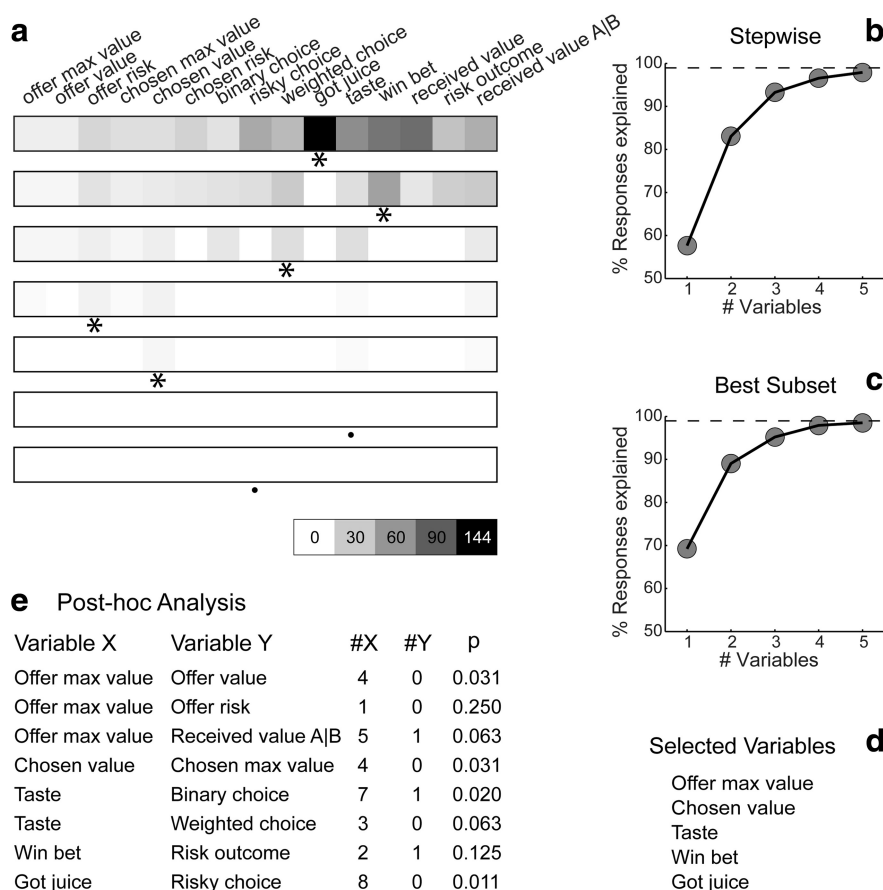 a
offer max value
offer value
offer risk
chosen max value
chosen value
chosen risk
binary choice
risky choice
weighted choice
got juice
taste
win bet
received value
risk outcome
received value A|B
*
*
*
*
*
•
•
0 30 60 90 144
b
Stepwise
% Responses explained
100
90
80
70
60
50
1 2 3 4 5
# Variables
c
Best Subset
% Responses explained
100
90
80
70
60
50
1 2 3 4 5
# Variables
d
Selected Variables
Offer max value
Chosen value
Taste
Win bet
Got juice
e Post-hoc Analysis
Variable X Variable Y #X #Y p
Offer max value Offer value 4 0 0.031
Offer max value Offer risk 1 0 0.250
Offer max value Received value A|B 5 1 0.063
Chosen value Chosen max value 4 0 0.031
Taste Binary choice 7 1 0.020
Taste Weighted choice 3 0 0.063
Win bet Risk outcome 2 1 0.125
Got juice Risky choice 8 0 0.011